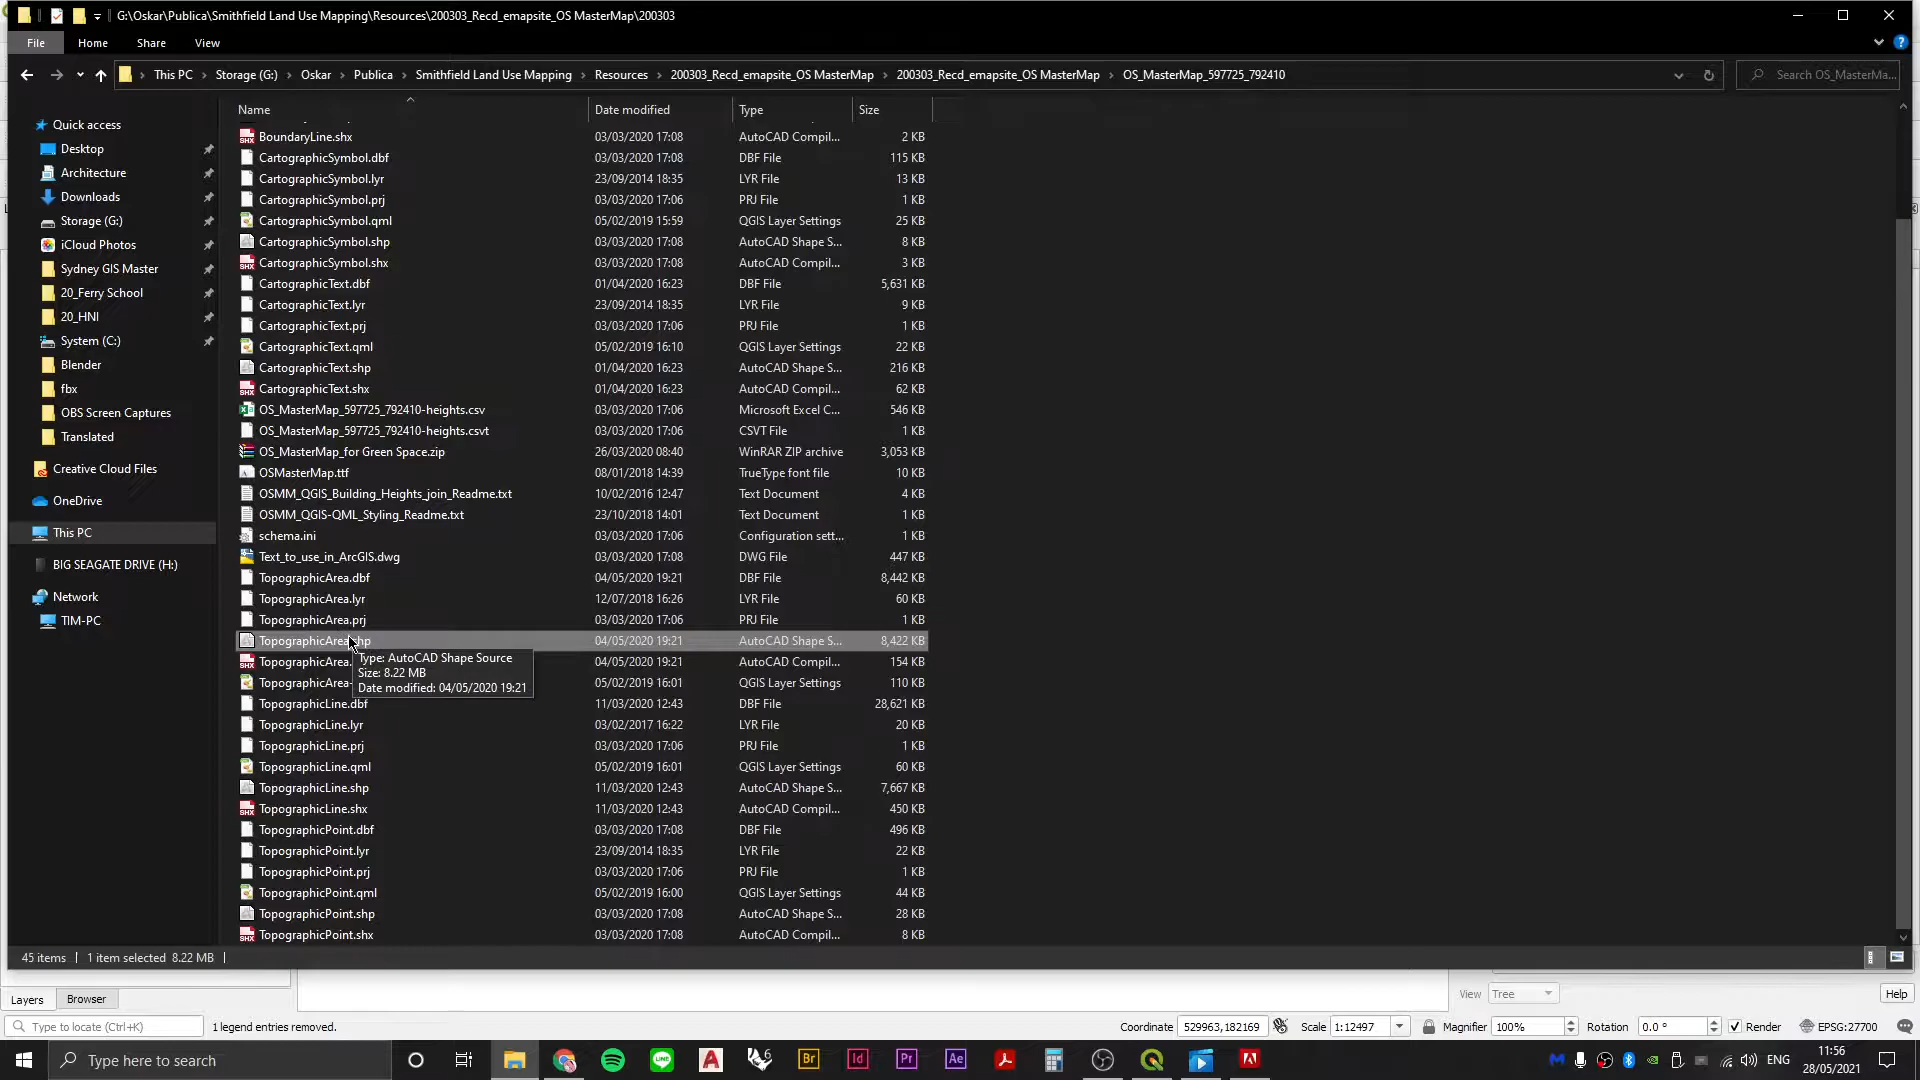 G:\Oskar\Publica\Smithfield Land Use Mapping\Resources\200303_Recd_emapsite_OS MasterMap\200303
File Home Share View
This PC Storage (G:) Oskar Publica Smithfield Land Use Mapping Resources 200303_Recd_emapsite_OS MasterMap 200303_Recd_emapsite_OS MasterMap OS_MasterMap_597725_792410 Search OS_MasterMa...
Name Date modified Type Size
Quick access
Desktop
Architecture
Downloads
Storage (G:)
iCloud Photos
Sydney GIS Master
20_Ferry School
20_HNI
System (C:)
Blender
fbx
OBS Screen Captures
Translated
Creative Cloud Files
OneDrive
This PC
BIG SEAGATE DRIVE (H:)
Network
TIM-PC
BoundaryLine.shx 03/03/2020 17:08 AutoCAD Compil... 2 KB
CartographicSymbol.dbf 03/03/2020 17:08 DBF File 115 KB
CartographicSymbol.lyr 23/09/2014 18:35 LYR File 13 KB
CartographicSymbol.prj 03/03/2020 17:06 PRJ File 1 KB
CartographicSymbol.qml 05/02/2019 15:59 QGIS Layer Settings 25 KB
CartographicSymbol.shp 03/03/2020 17:08 AutoCAD Shape S... 8 KB
CartographicSymbol.shx 03/03/2020 17:08 AutoCAD Compil... 3 KB
CartographicText.dbf 01/04/2020 16:23 DBF File 5,631 KB
CartographicText.lyr 23/09/2014 18:35 LYR File 9 KB
CartographicText.prj 03/03/2020 17:06 PRJ File 1 KB
CartographicText.qml 05/02/2019 16:10 QGIS Layer Settings 22 KB
CartographicText.shp 01/04/2020 16:23 AutoCAD Shape S... 216 KB
CartographicText.shx 01/04/2020 16:23 AutoCAD Compil... 62 KB
OS_MasterMap_597725_792410-heights.csv 03/03/2020 17:06 Microsoft Excel C... 546 KB
OS_MasterMap_597725_792410-heights.csvt 03/03/2020 17:06 CSVT File 1 KB
OS_MasterMap_for Green Space.zip 26/03/2020 08:40 WinRAR ZIP archive 3,053 KB
OSMasterMap.ttf 08/01/2018 14:39 TrueType font file 10 KB
OSMM_QGIS_Building_Heights_join_Readme.txt 10/02/2016 12:47 Text Document 4 KB
OSMM_QGIS-QML_Styling_Readme.txt 23/10/2018 14:01 Text Document 1 KB
schema.ini 03/03/2020 17:06 Configuration sett... 1 KB
Text_to_use_in_ArcGIS.dwg 03/03/2020 17:08 DWG File 447 KB
TopographicArea.dbf 04/05/2020 19:21 DBF File 8,442 KB
TopographicArea.lyr 12/07/2018 16:26 LYR File 60 KB
TopographicArea.prj 03/03/2020 17:06 PRJ File 1 KB
TopographicArea.shp 04/05/2020 19:21 AutoCAD Shape S... 8,422 KB
TopographicArea. 04/05/2020 19:21 AutoCAD Compil... 154 KB
TopographicArea- 05/02/2019 16:01 QGIS Layer Settings 110 KB
Type: AutoCAD Shape Source
Size: 8.22 MB
Date modified: 04/05/2020 19:21
TopographicLine.dbf 11/03/2020 12:43 DBF File 28,621 KB
TopographicLine.lyr 03/02/2017 16:22 LYR File 20 KB
TopographicLine.prj 03/03/2020 17:06 PRJ File 1 KB
TopographicLine.qml 05/02/2019 16:01 QGIS Layer Settings 60 KB
TopographicLine.shp 11/03/2020 12:43 AutoCAD Shape S... 7,667 KB
TopographicLine.shx 11/03/2020 12:43 AutoCAD Compil... 450 KB
TopographicPoint.dbf 03/03/2020 17:08 DBF File 496 KB
TopographicPoint.lyr 23/09/2014 18:35 LYR File 22 KB
TopographicPoint.prj 03/03/2020 17:06 PRJ File 1 KB
TopographicPoint.qml 05/02/2019 16:00 QGIS Layer Settings 44 KB
TopographicPoint.shp 03/03/2020 17:08 AutoCAD Shape S... 28 KB
TopographicPoint.shx 03/03/2020 17:08 AutoCAD Compil... 8 KB
45 items 1 item selected 8.22 MB
Layers Browser View Tree Help
Type to locate (Ctrl+K) 1 legend entries removed. Coordinate 529963,182169 Scale 1:12497 Magnifier 100% Rotation 0.0 ° Render EPSG:27700
Type here to search LINE A 6 Br Id Pr Ae ENG 11:56
28/05/2021